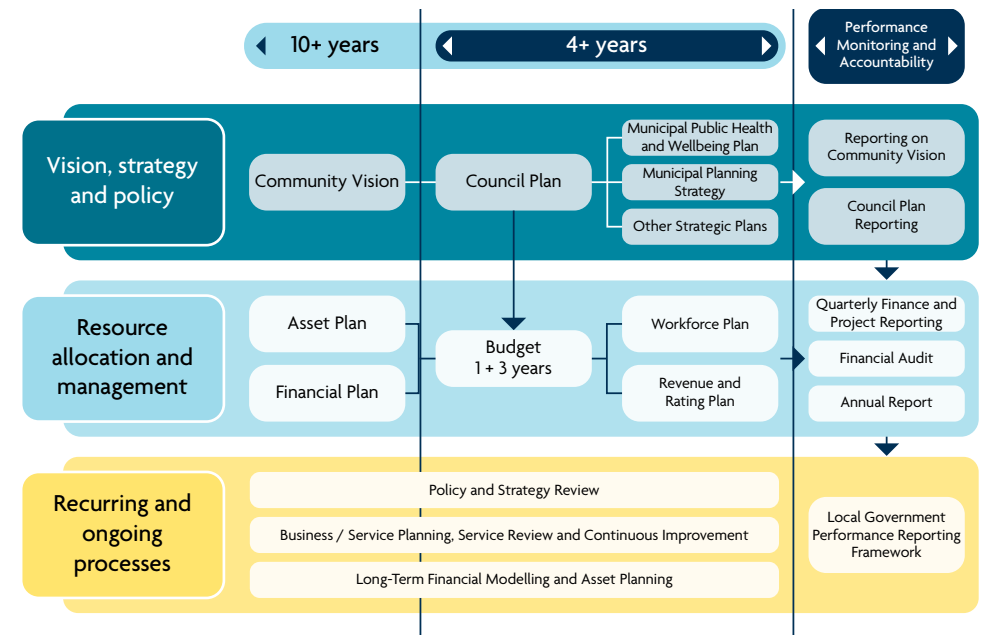 10+ years
4+ years
Performance
Monitoring and
Accountability
Vision, strategy
and policy
Community Vision
Council Plan
Municipal Public Health
and Wellbeing Plan
Municipal Planning
Strategy
Other Strategic Plans
Reporting on
Community Vision
Council Plan
Reporting
Resource
allocation and
management
Asset Plan
Financial Plan
Budget
1 + 3 years
Workforce Plan
Revenue and
Rating Plan
Quarterly Finance and
Project Reporting
Financial Audit
Annual Report
Recurring and
ongoing
processes
Policy and Strategy Review
Business / Service Planning, Service Review and Continuous Improvement
Long-Term Financial Modelling and Asset Planning
Local Government
Performance Reporting
Framework